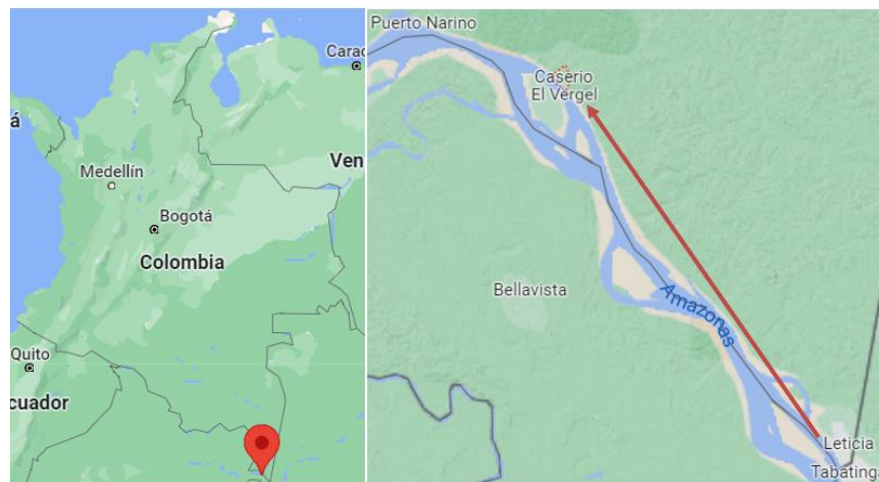 Carac
á
Medellín
Ven
Bogotá
Colombia
Quito
cuador
Puerto Narino
Caserio
El Vergel
Bellavista
Amazonas
Leticia
Tabatinga